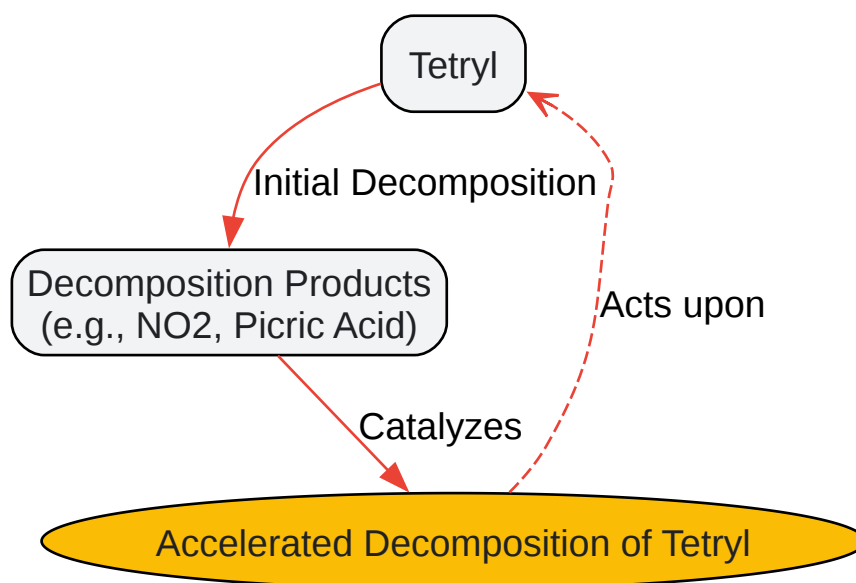 Tetryl
Initial Decomposition
Decomposition Products
(e.g., NO2, Picric Acid)
Acts upon
Catalyzes
Accelerated Decomposition of Tetryl